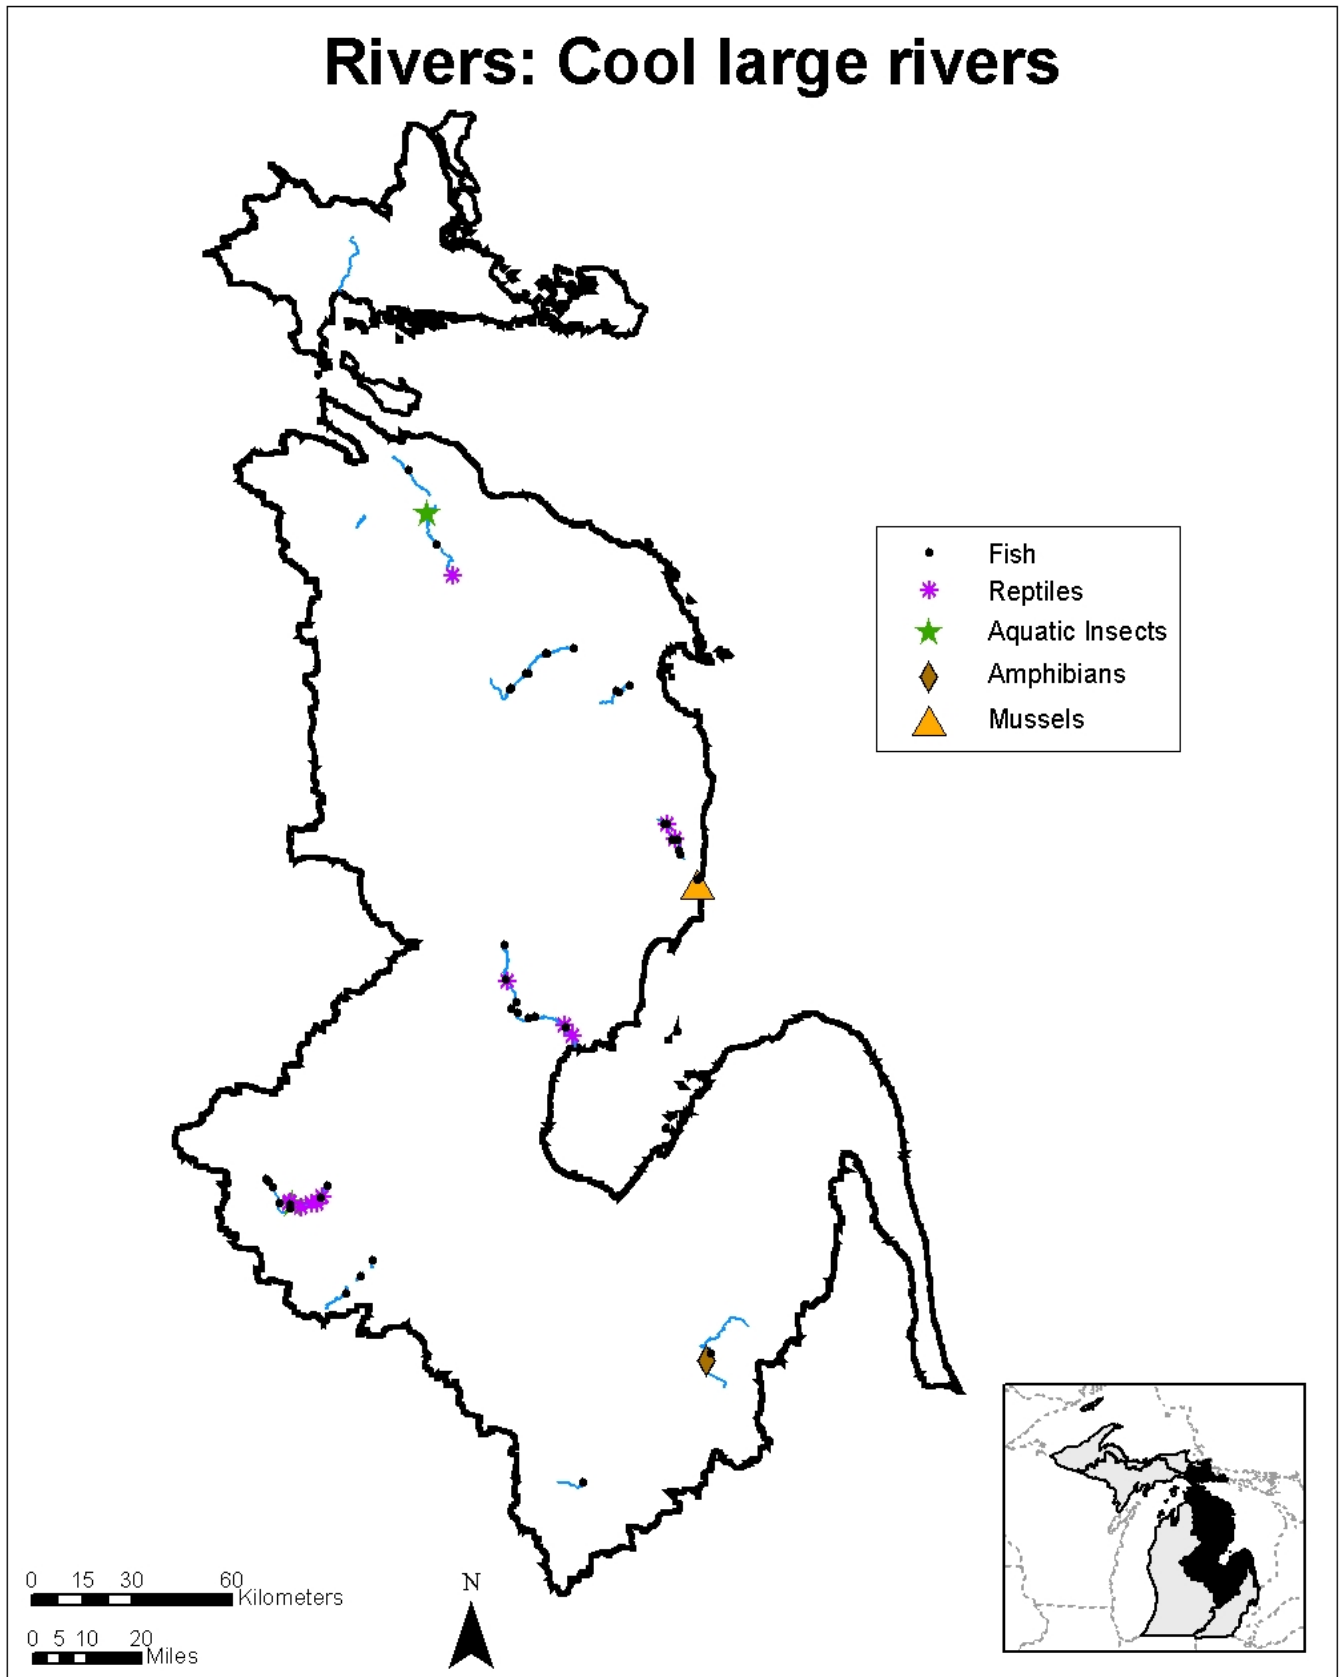 Rivers: Cool large rivers
Fish
Reptiles
Aquatic Insects
Amphibians
Mussels
0 15 30 60
Kilometers
0 5 10 20
Miles
N